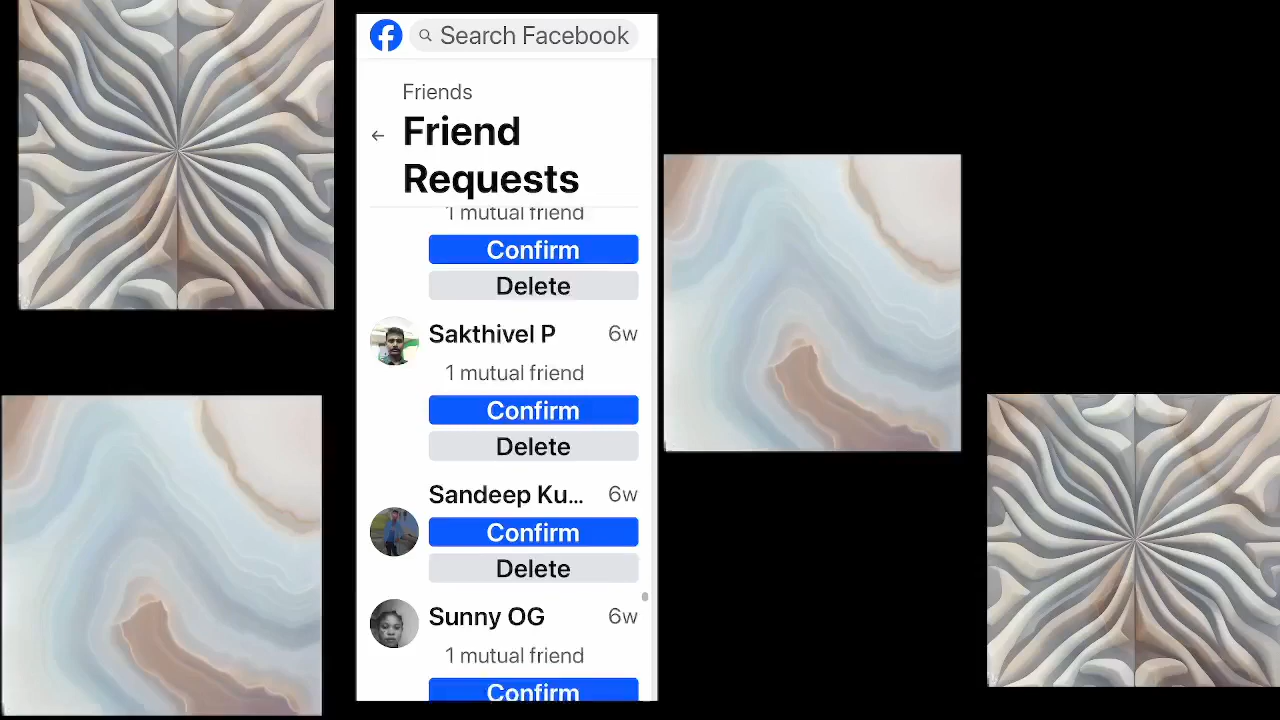 Search Facebook
Friends
Friend
Requests
1 mutual friend
Confirm
Delete
Sakthivel P 6w
1 mutual friend
Confirm
Delete
Sandeep Ku... 6w
Confirm
Delete
Sunny OG 6w
1 mutual friend
Confirm